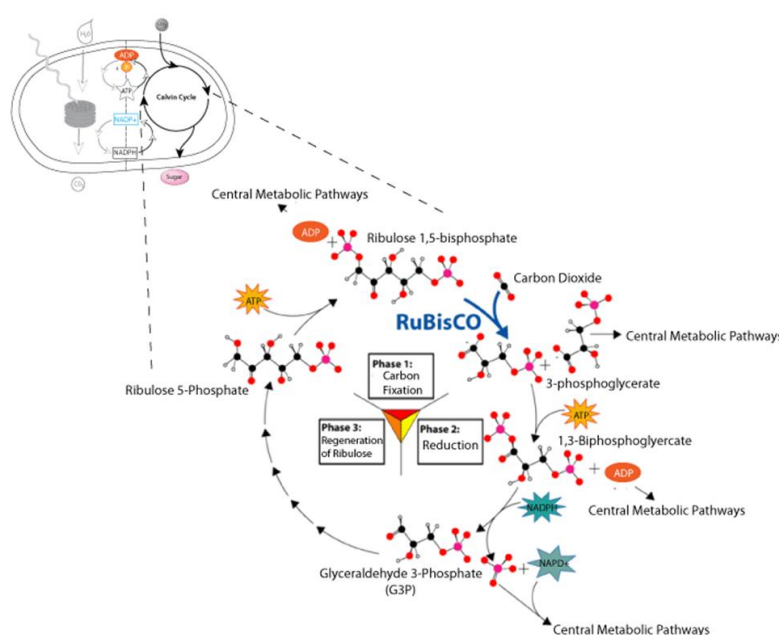 H₂O
ADP
ATP
Calvin Cycle
NADP+
NADPH
Sugar
Central Metabolic Pathways
ADP
+
Ribulose 1,5-bisphosphate
Carbon Dioxide
ATP
RuBisCO
+
Central Metabolic Pathways
3-phosphoglycerate
Ribulose 5-Phosphate
Phase 1:
Carbon
Fixation
Phase 3:
Regeneration
of Ribulose
Phase 2:
Reduction
ATP
1,3-Biphosphoglyercate
+
ADP
Central Metabolic Pathways
NADPH
Glyceraldehyde 3-Phosphate
(G3P)
+
NAPD+
Central Metabolic Pathways